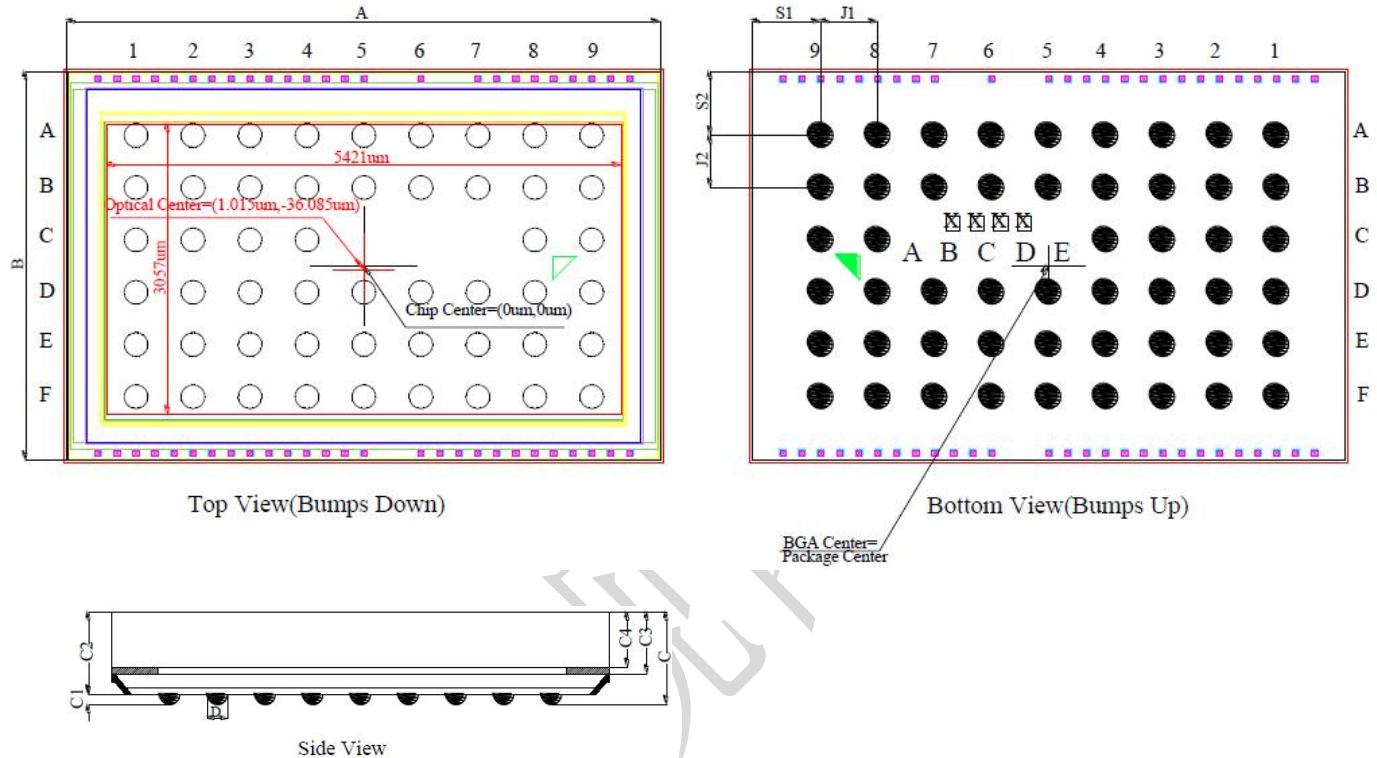 A
1 2 3 4 5 6 7 8 9
A
B
C
D
E
F
B
5421um
Optical Center=(1.015um,-36.085um)
3057um
Chip Center=(0um,0um)
Top View(Bumps Down)
S1 J1
9 8 7 6 5 4 3 2 1
S2
J2
A
B
C
D
E
F
X X X X
A B C D E
Bottom View(Bumps Up)
BGA Center=
Package Center
C2
C1
D
C4
C3
C
Side View